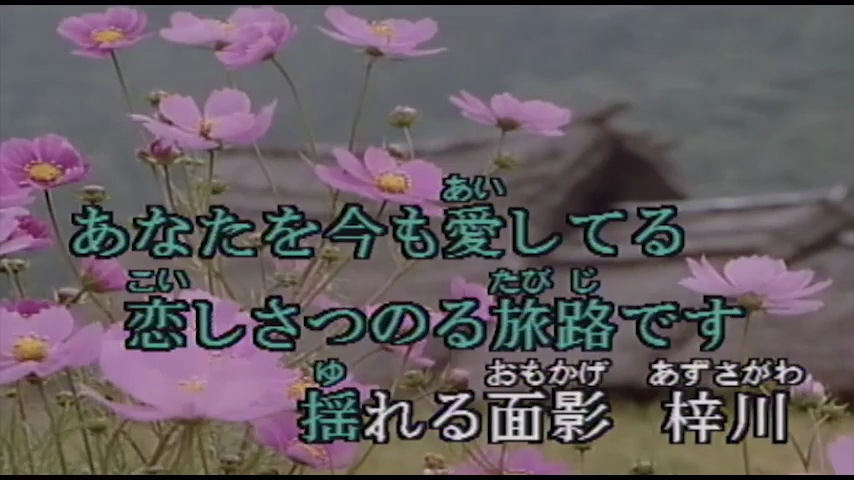 あい
あなたを今も愛してる
こい たびじ
恋しさつのる旅路です
ゆ おもかげ あずさがわ
揺れる面影 梓川